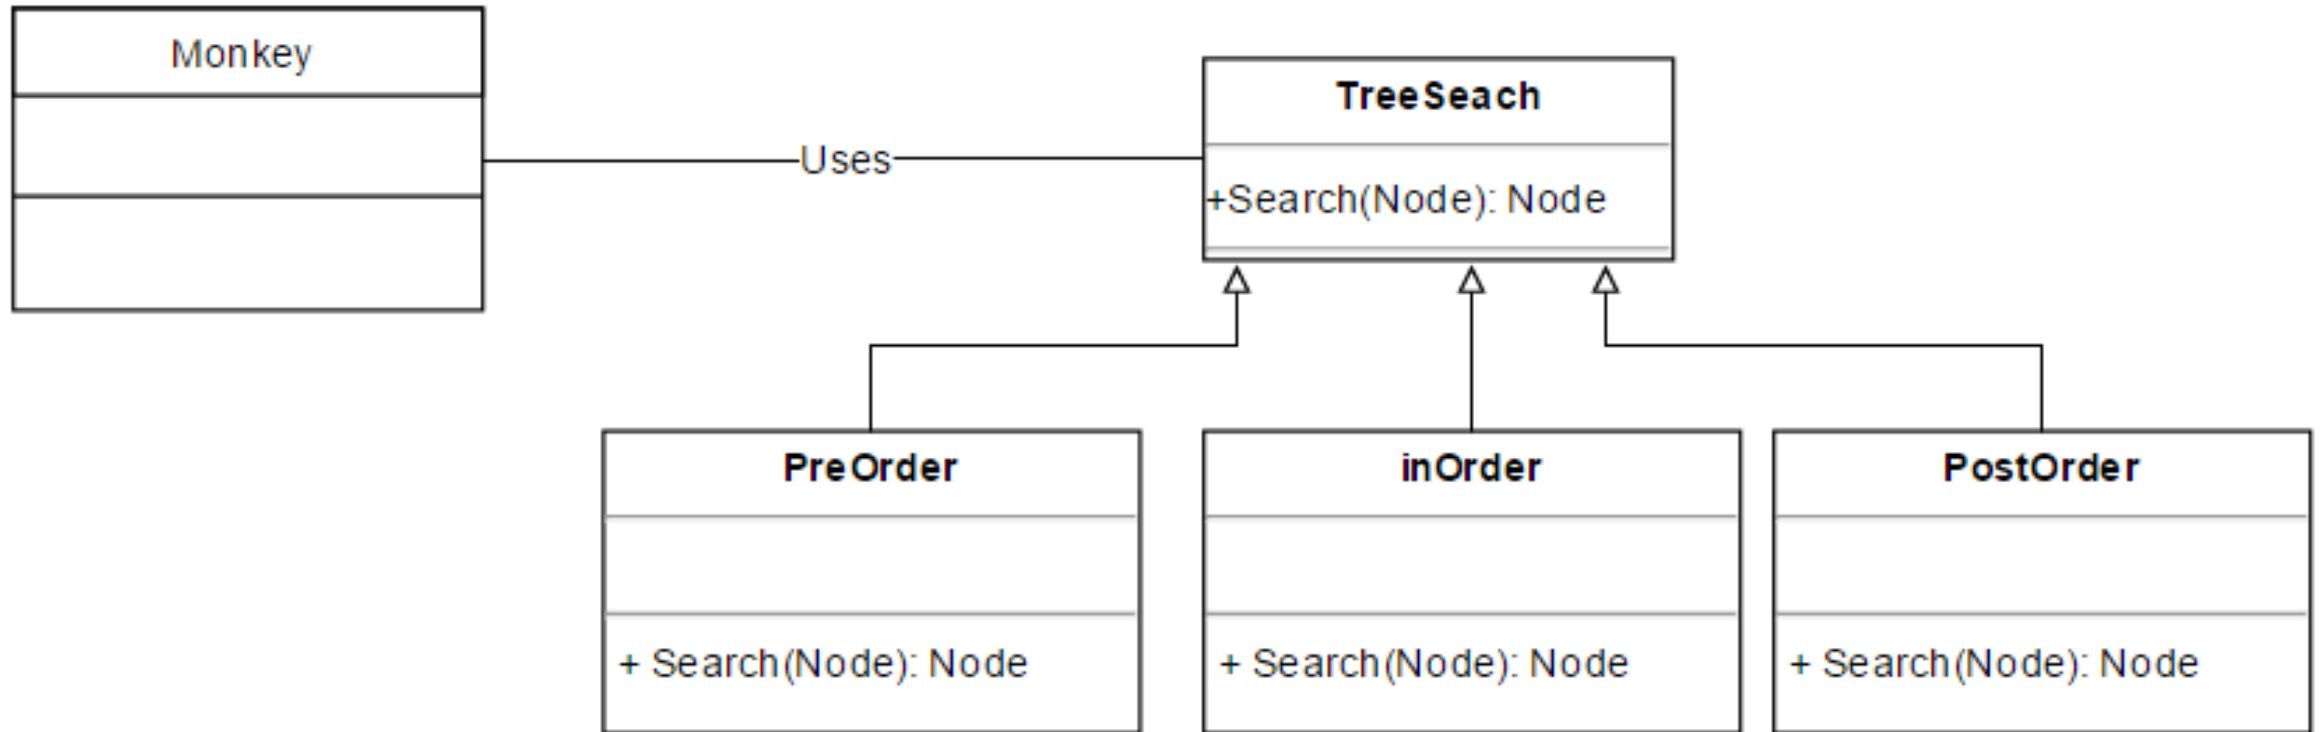 Monkey
Uses
TreeSeach
+Search(Node): Node
PreOrder
+ Search(Node): Node
inOrder
+ Search(Node): Node
PostOrder
+ Search(Node): Node